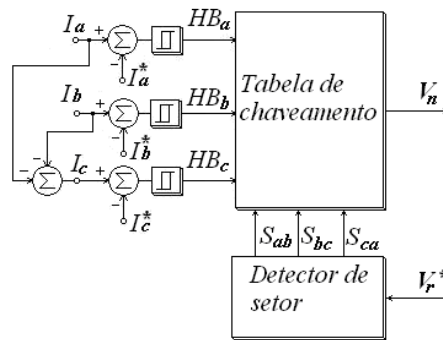 I_a
+
Σ
HB_a
−
I_a^*
Tabela de
chaveamento
V_n
I_b
+
Σ
HB_b
−
I_b^*
−
−
Σ
I_c
+
Σ
HB_c
−
I_c^*
S_ab
S_bc
S_ca
Detector de
setor
V_r^*